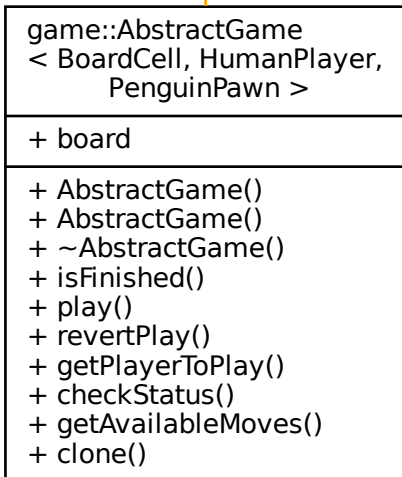 game::AbstractGame
< BoardCell, HumanPlayer,
PenguinPawn >
+ board
+ AbstractGame()
+ AbstractGame()
+ ~AbstractGame()
+ isFinished()
+ play()
+ revertPlay()
+ getPlayerToPlay()
+ checkStatus()
+ getAvailableMoves()
+ clone()